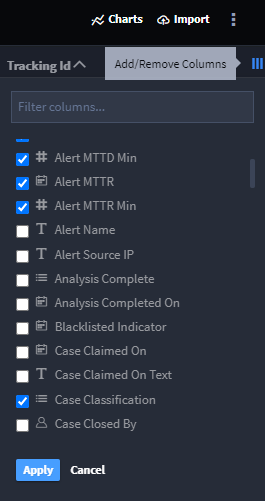 Charts Import
Tracking Id Add/Remove Columns
Filter columns...
Alert MTTD Min
Alert MTTR
Alert MTTR Min
Alert Name
Alert Source IP
Analysis Complete
Analysis Completed On
Blacklisted Indicator
Case Claimed On
Case Claimed On Text
Case Classification
Case Closed By
Apply Cancel